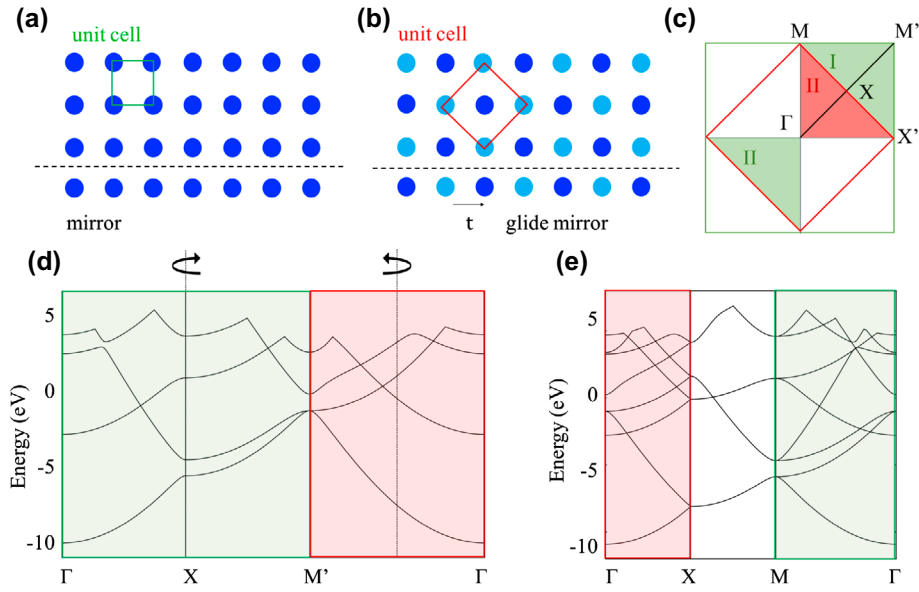 (a)
unit cell
mirror
(b)
unit cell
t
glide mirror
(c)
M
M'
I
II
X
Γ
X'
II
(d)
Energy (eV)
5
0
-5
-10
Γ
X
M'
Γ
(e)
Energy (eV)
5
0
-5
-10
Γ
X
M
Γ